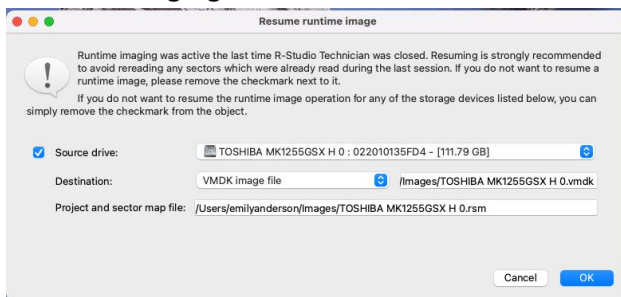 Resume runtime image
Runtime imaging was active the last time R-Studio Technician was closed. Resuming is strongly recommended
to avoid rereading any sectors which were already read during the last session. If you do not want to resume a
runtime image, please remove the checkmark next to it.
If you do not want to resume the runtime image operation for any of the storage devices listed below, you can
simply remove the checkmark from the object.
Source drive: TOSHIBA MK1255GSX H 0 : 022010135FD4 - [111.79 GB]
Destination: VMDK image file /Images/TOSHIBA MK1255GSX H 0.vmdk
Project and sector map file: /Users/emilyanderson/Images/TOSHIBA MK1255GSX H 0.rsm
Cancel OK